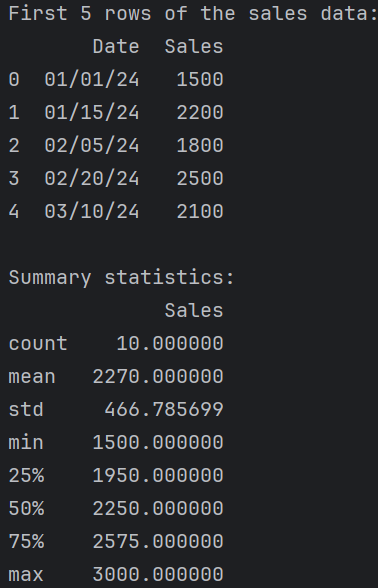 First 5 rows of the sales data:
Date Sales
0 01/01/24 1500
1 01/15/24 2200
2 02/05/24 1800
3 02/20/24 2500
4 03/10/24 2100
Summary statistics:
Sales
count 10.000000
mean 2270.000000
std 466.785699
min 1500.000000
25% 1950.000000
50% 2250.000000
75% 2575.000000
max 3000.000000